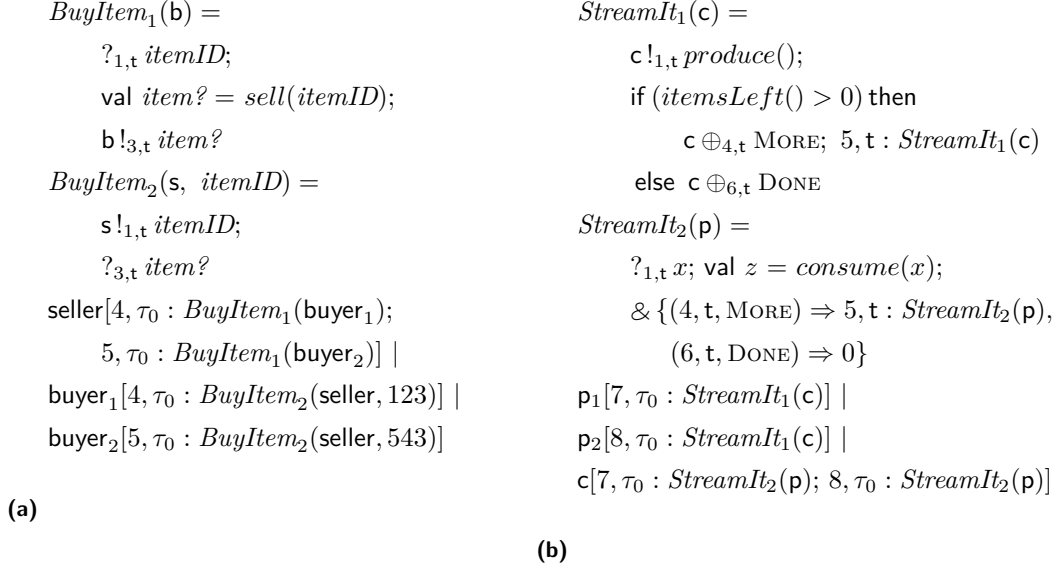 BuyItem₁(b) =
?₁,t itemID;
val item? = sell(itemID);
b !₃,t item?
BuyItem₂(s, itemID) =
s !₁,t itemID;
?₃,t item?
seller[4, τ₀ : BuyItem₁(buyer₁);
5, τ₀ : BuyItem₁(buyer₂)] |
buyer₁[4, τ₀ : BuyItem₂(seller, 123)] |
buyer₂[5, τ₀ : BuyItem₂(seller, 543)]
(a)
StreamIt₁(c) =
c !₁,t produce();
if (itemsLeft() > 0) then
c ⊕₄,t MORE; 5, t : StreamIt₁(c)
else c ⊕₆,t DONE
StreamIt₂(p) =
?₁,t x; val z = consume(x);
& {(4, t, MORE) ⇒ 5, t : StreamIt₂(p),
(6, t, DONE) ⇒ 0}
p₁[7, τ₀ : StreamIt₁(c)] |
p₂[8, τ₀ : StreamIt₁(c)] |
c[7, τ₀ : StreamIt₂(p); 8, τ₀ : StreamIt₂(p)]
(b)